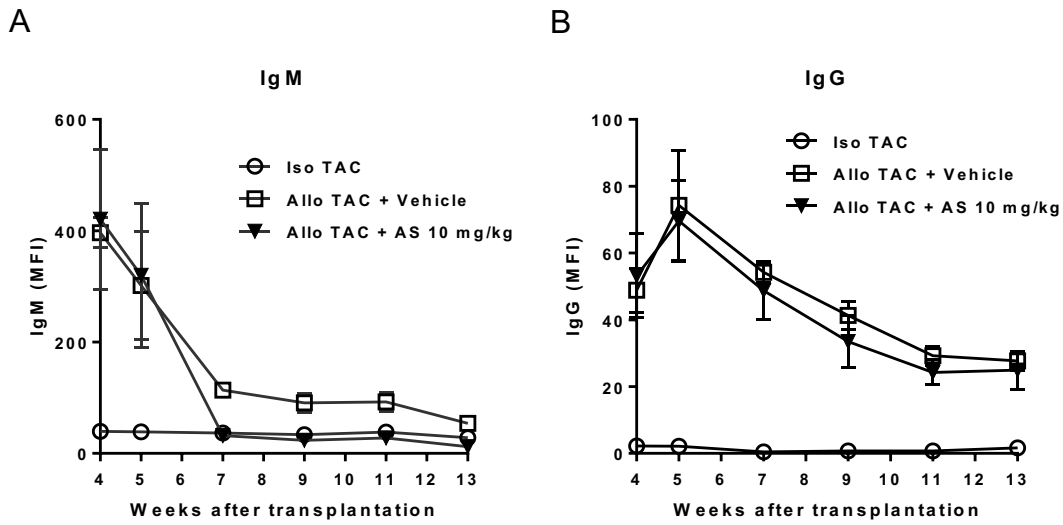 A
IgM
600
400
200
0
IgM (MFI)
Iso TAC
Allo TAC + Vehicle
Allo TAC + AS 10 mg/kg
4 5 6 7 8 9 10 11 12 13
Weeks after transplantation
B
IgG
100
80
60
40
20
0
IgG (MFI)
Iso TAC
Allo TAC + Vehicle
Allo TAC + AS 10 mg/kg
4 5 6 7 8 9 10 11 12 13
Weeks after transplantation